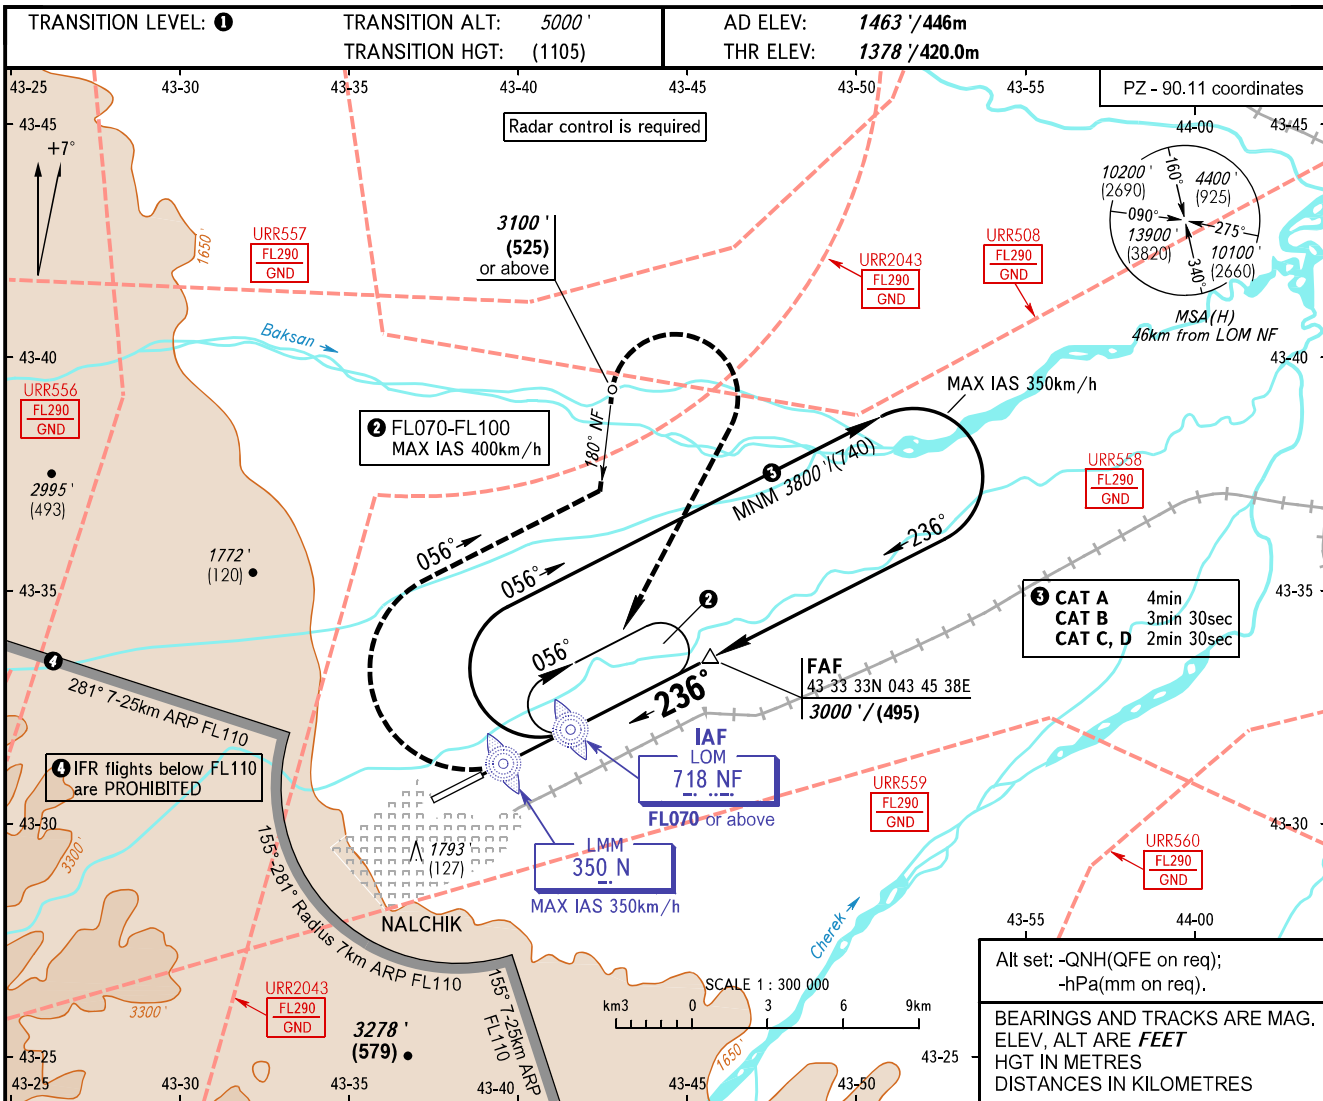 TRANSITION LEVEL: ❶
TRANSITION ALT: 5000 '
TRANSITION HGT: (1105)
AD ELEV: 1463 '/446m
THR ELEV: 1378 '/420.0m
43-25 43-30 43-35 43-40 43-45 43-50 43-55
PZ - 90.11 coordinates
44-00
43-45
43-45
+7°
Radar control is required
10200 '
(2690)
160°
4400 '
(925)
090°
275°
13900 '
(3820)
10100 '
(2660)
340°
MSA(H)
46km from LOM NF
1650'
URR557
FL290
GND
3100 '
(525)
or above
URR2043
FL290
GND
URR508
FL290
GND
Baksan
43-40
43-40
URR556
FL290
GND
MAX IAS 350km/h
❷ FL070-FL100
MAX IAS 400km/h
180° NF
❸
MNM 3800 '/(740)
URR558
FL290
GND
2995 '
(493)
1772 '
(120)
056°
056°
236°
43-35
43-35
❷
❸ CAT A 4min
CAT B 3min 30sec
CAT C, D 2min 30sec
056°
236°
FAF
43 33 33N 043 45 38E
3000 '/(495)
❹
281° 7-25km ARP FL110
❹ IFR flights below FL110
are PROHIBITED
IAF
LOM
718 NF
FL070 or above
URR559
FL290
GND
43-30
43-30
3300'
155°-281° Radius 7km ARP FL110
1793 '
(127)
LMM
350 N
MAX IAS 350km/h
URR560
FL290
GND
NALCHIK
Cherek
43-55 44-00
Alt set: -QNH(QFE on req);
-hPa(mm on req).
URR2043
FL290
GND
3300'
155° 7-25km ARP
FL110
SCALE 1 : 300 000
km3 0 3 6 9km
3278 '
(579)
1650'
BEARINGS AND TRACKS ARE MAG.
ELEV, ALT ARE FEET
HGT IN METRES
DISTANCES IN KILOMETRES
43-25
43-25
43-25 43-30 43-35 43-40 43-45 43-50